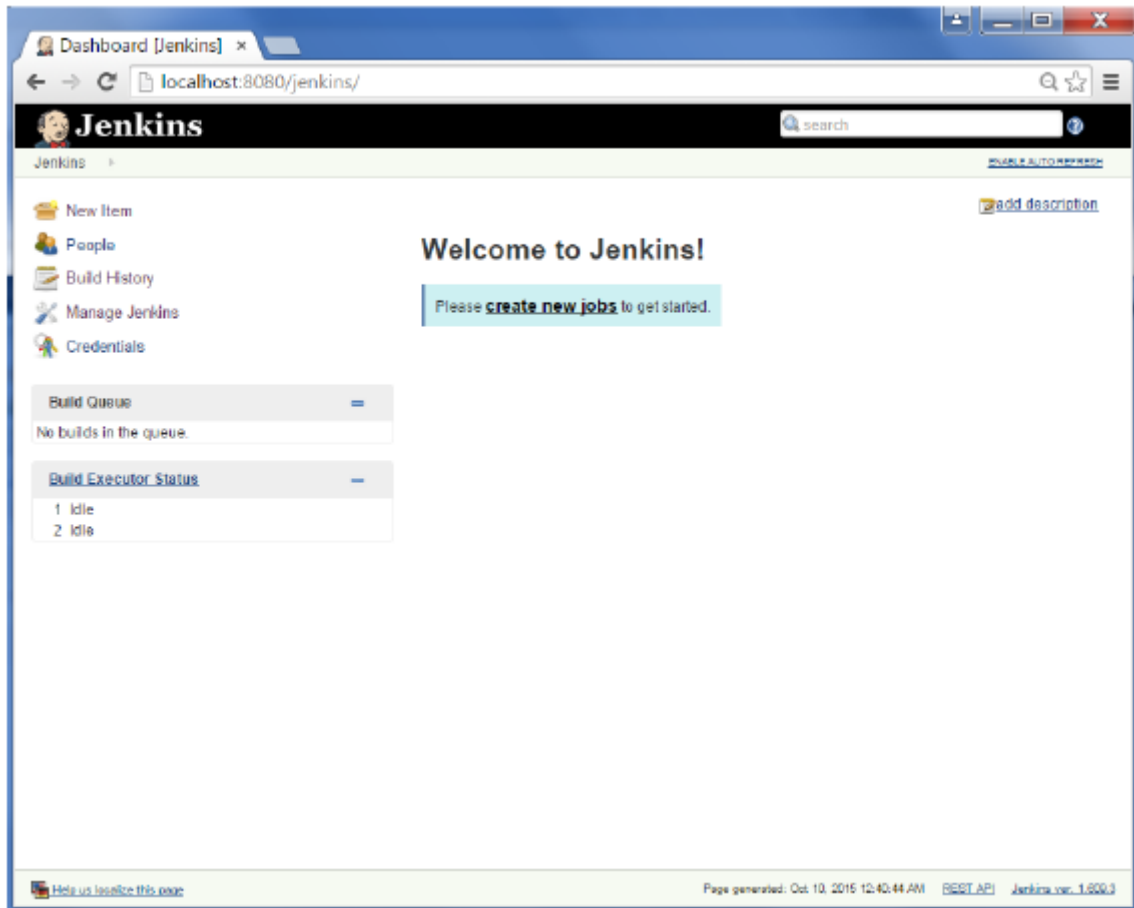 Dashboard [Jenkins]
localhost:8080/jenkins/
Jenkins
search
Jenkins
ENABLE AUTO REFRESH
New Item
People
Build History
Manage Jenkins
Credentials
add description
Welcome to Jenkins!
Please create new jobs to get started.
Build Queue
No builds in the queue.
Build Executor Status
1 Idle
2 Idle
Help us localize this page
Page generated: Oct 10, 2015 12:40:44 AM REST API Jenkins ver. 1.609.3